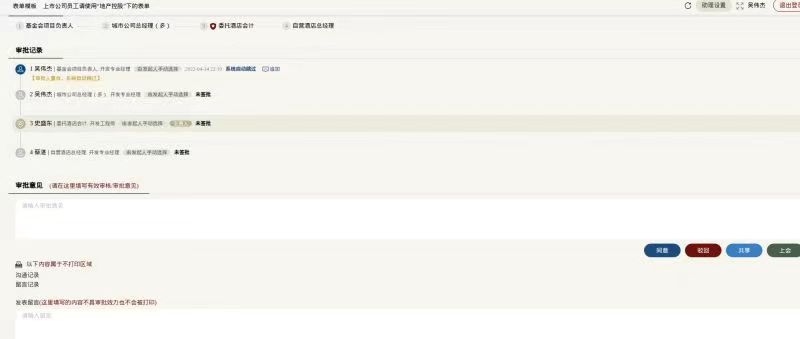 表单模板 上市公司员工请使用"地产控股"下的表单
助理设置 吴伟杰 退出登录
1 基金会项目负责人 2 城市公司总经理（多） 3 委托酒店会计 4 自营酒店总经理
审批记录
1 吴伟杰 | 基金会项目负责人 开发专业经理 由发起人手动选择 2022-04-14 22:19 系统自动跳过 追加
【审批人重复，系统自动跳过】
2 吴伟杰 | 城市公司总经理（多） 开发专业经理 由发起人手动选择 未签批
3 史盛东 | 委托酒店会计 开发工程师 由发起人手动选择 未签批
4 蔡速 | 自营酒店总经理 开发专业经理 由发起人手动选择 未签批
审批意见 （请在这里填写有效审核/审批意见）
请输入审批意见
同意 驳回 共享 上会
以下内容属于不打印区域
沟通记录
留言记录
发表留言(这里填写的内容不具审批效力也不会被打印)
请输入留言